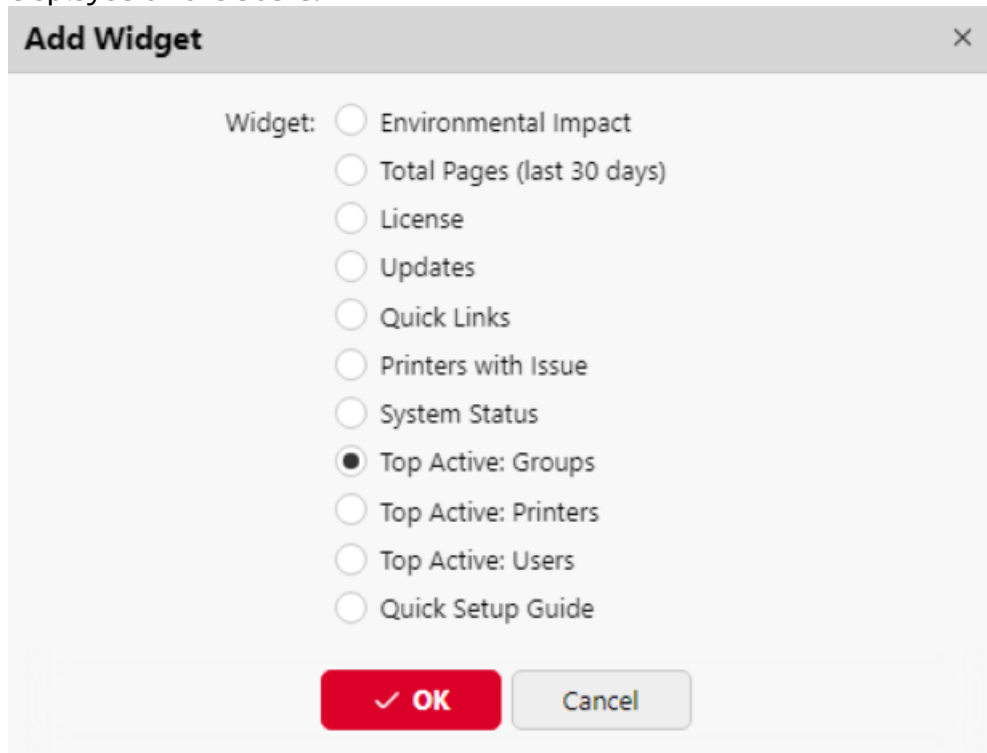 Add Widget
Widget: Environmental Impact
Total Pages (last 30 days)
License
Updates
Quick Links
Printers with Issue
System Status
Top Active: Groups
Top Active: Printers
Top Active: Users
Quick Setup Guide
OK Cancel